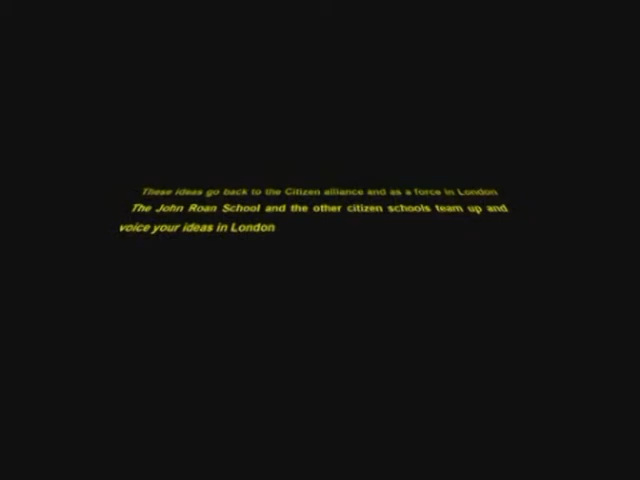 These ideas go back to the Citizen alliance and as a force in London
The John Roan School and the other citizen schools team up and
voice your ideas in London